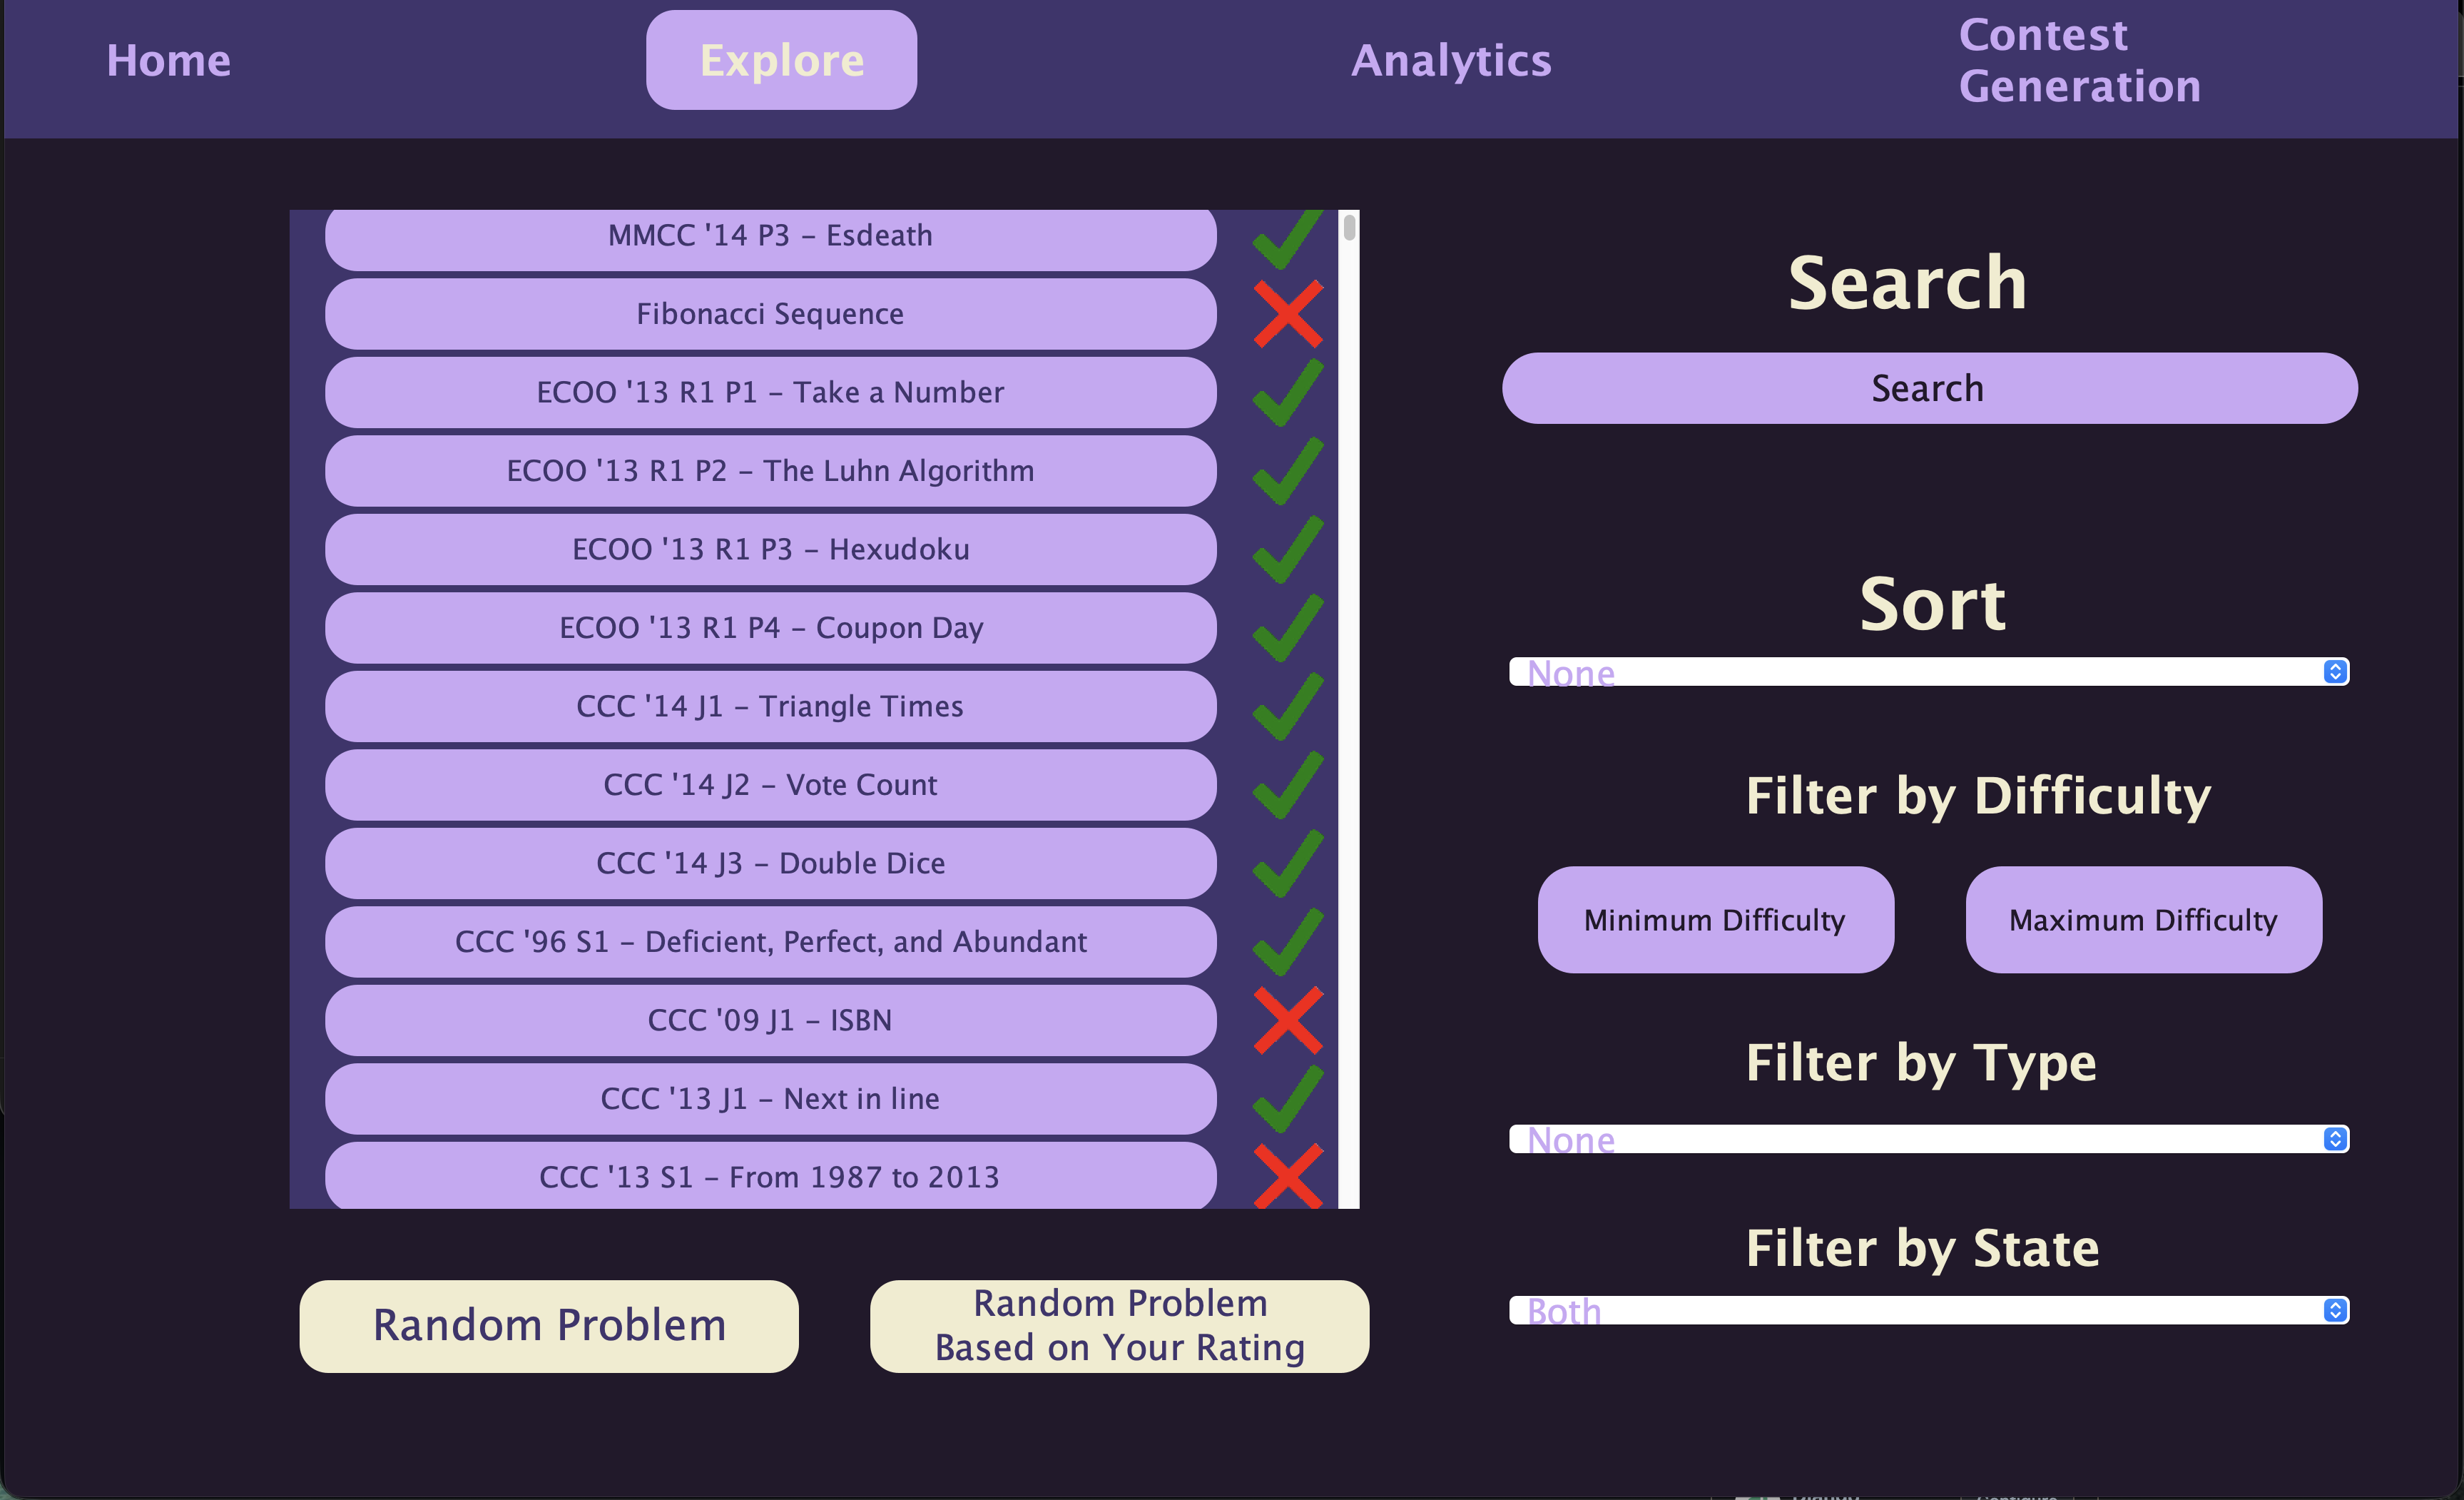 Home
Explore
Analytics
Contest
Generation
MMCC '14 P3 – Esdeath
Fibonacci Sequence
ECOO '13 R1 P1 – Take a Number
ECOO '13 R1 P2 – The Luhn Algorithm
ECOO '13 R1 P3 – Hexudoku
ECOO '13 R1 P4 – Coupon Day
CCC '14 J1 – Triangle Times
CCC '14 J2 – Vote Count
CCC '14 J3 – Double Dice
CCC '96 S1 – Deficient, Perfect, and Abundant
CCC '09 J1 – ISBN
CCC '13 J1 – Next in line
CCC '13 S1 – From 1987 to 2013
Random Problem
Random Problem
Based on Your Rating
Search
Search
Sort
None
Filter by Difficulty
Minimum Difficulty
Maximum Difficulty
Filter by Type
None
Filter by State
Both